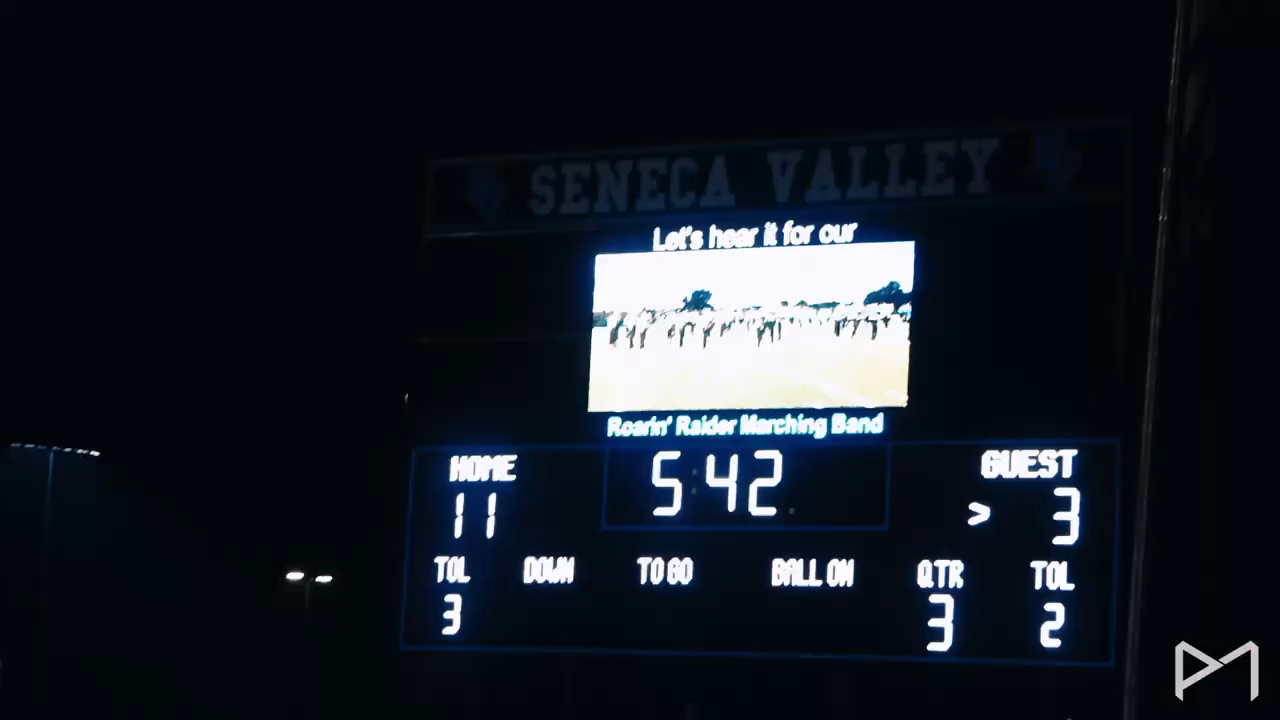 SENECA VALLEY
Let's hear it for our
Roarin' Raider Marching Band
HOME
5:42
GUEST
11
> 3
TOL
DOWN
TO GO
BALL ON
QTR
TOL
3
3
2